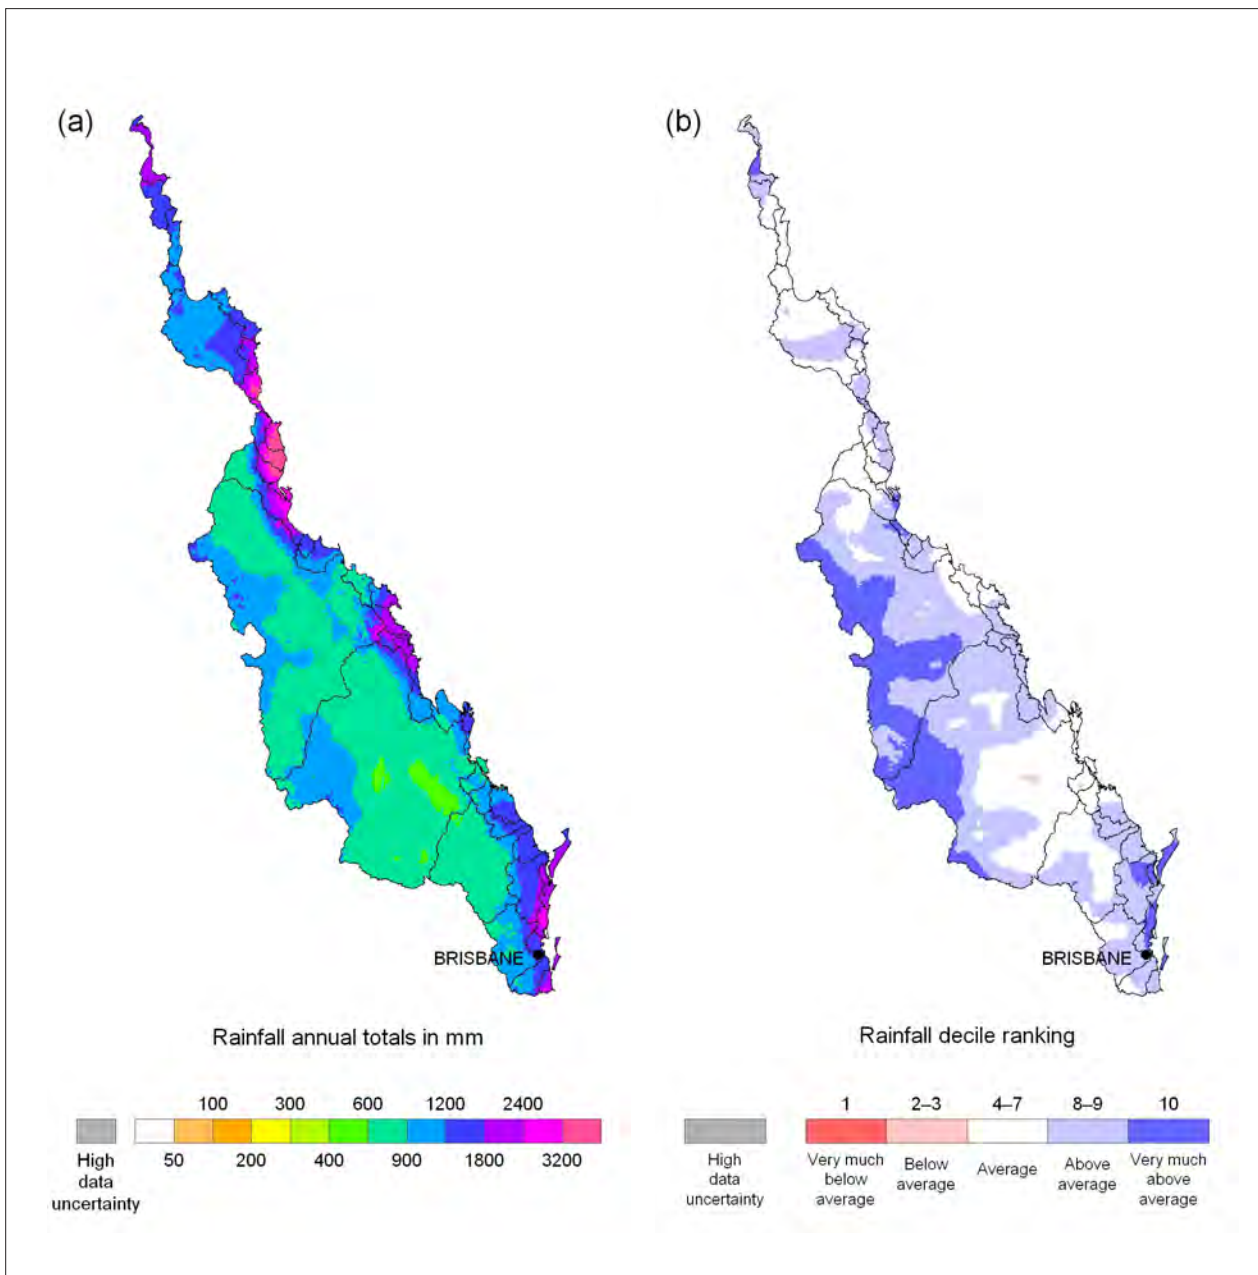 (a)
(b)
BRISBANE
BRISBANE
Rainfall annual totals in mm
Rainfall decile ranking
100 300 600 1200 2400
50 200 400 900 1800 3200
High
data
uncertainty
1 2–3 4–7 8–9 10
High
data
uncertainty
Very much
below
average
Below
average
Average
Above
average
Very much
above
average